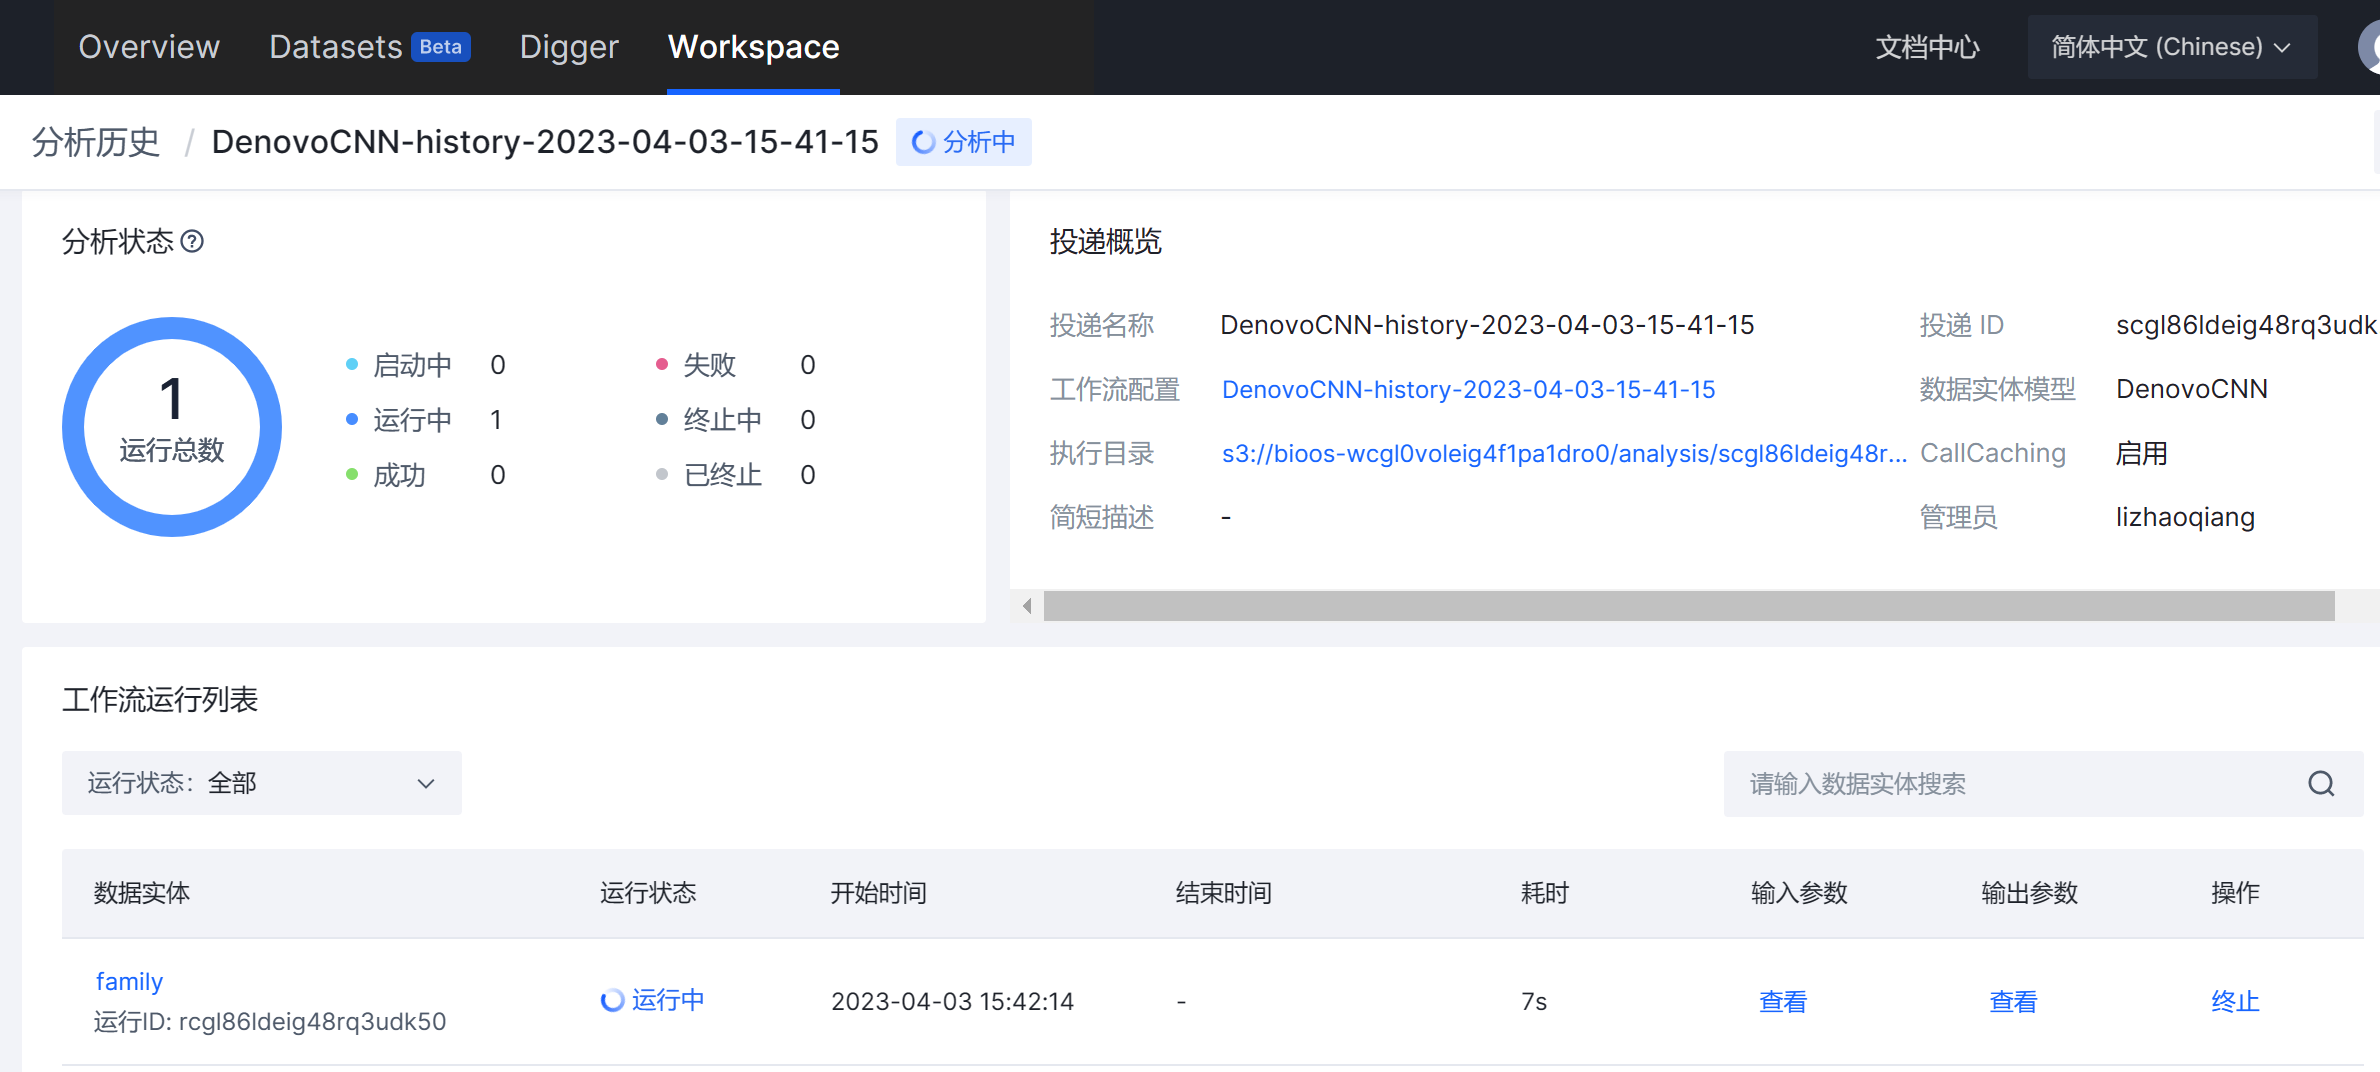 Overview Datasets Beta Digger Workspace 文档中心 简体中文 (Chinese)
分析历史 / DenovoCNN-history-2023-04-03-15-41-15 分析中
分析状态
1
运行总数
启动中 0 失败 0
运行中 1 终止中 0
成功 0 已终止 0
投递概览
投递名称 DenovoCNN-history-2023-04-03-15-41-15 投递 ID scgl86ldeig48rq3udk
工作流配置 DenovoCNN-history-2023-04-03-15-41-15 数据实体模型 DenovoCNN
执行目录 s3://bioos-wcgl0voleig4f1pa1dro0/analysis/scgl86ldeig48r... CallCaching 启用
简短描述 - 管理员 lizhaoqiang
工作流运行列表
运行状态: 全部 请输入数据实体搜索
数据实体 运行状态 开始时间 结束时间 耗时 输入参数 输出参数 操作
family
运行ID: rcgl86ldeig48rq3udk50 运行中 2023-04-03 15:42:14 - 7s 查看 查看 终止